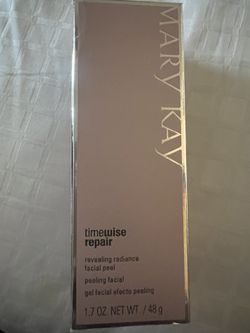 MARY KAY
timewise
repair
revealing radiance
facial peel
peeling facial
gel facial efecto peeling
1.7 OZ. NET WT. / 48 g